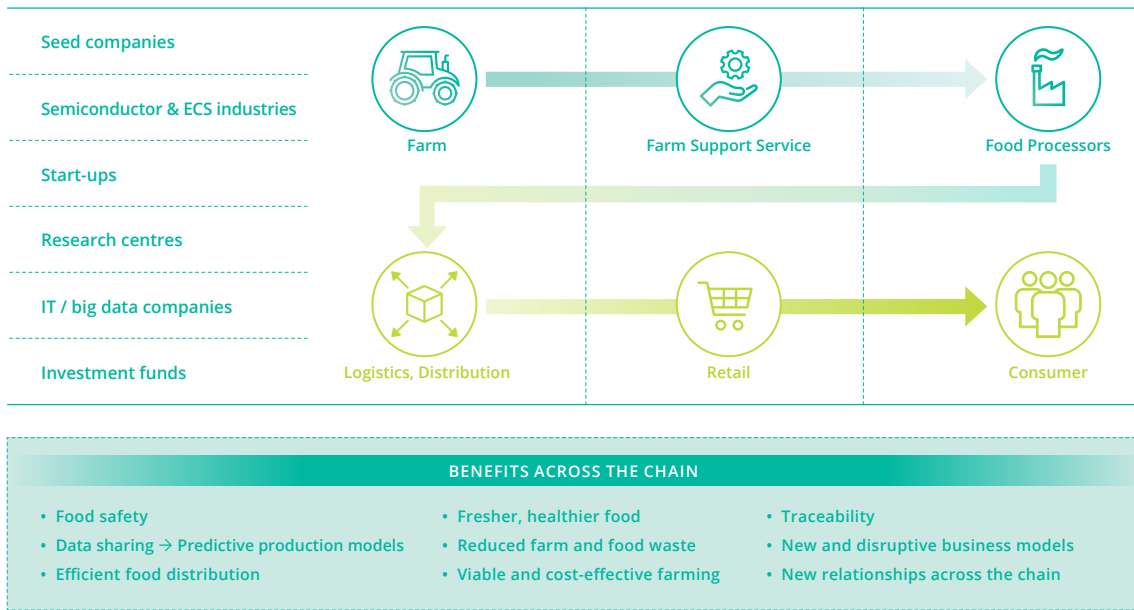 Seed companies
Semiconductor & ECS industries
Start-ups
Research centres
IT / big data companies
Investment funds
Farm
Farm Support Service
Food Processors
Logistics, Distribution
Retail
Consumer
BENEFITS ACROSS THE CHAIN
• Food safety
• Data sharing → Predictive production models
• Efficient food distribution
• Fresher, healthier food
• Reduced farm and food waste
• Viable and cost-effective farming
• Traceability
• New and disruptive business models
• New relationships across the chain